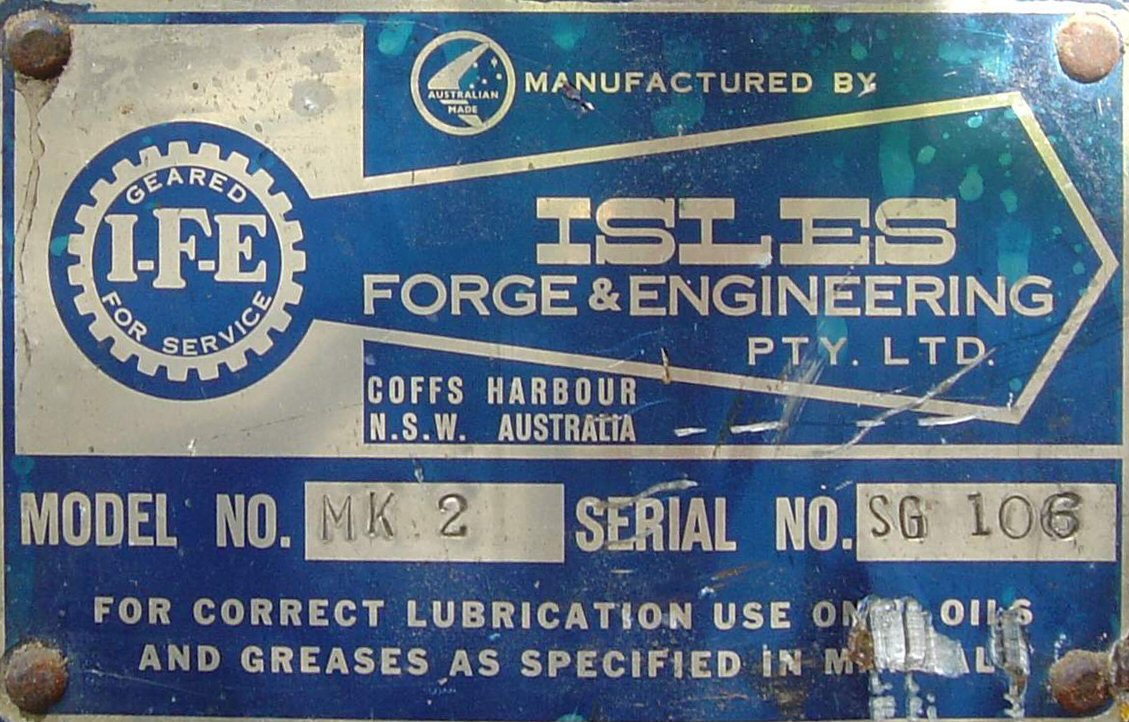 AUSTRALIAN
MADE
MANUFACTURED BY
GEARED
I-F-E
FOR SERVICE
ISLES
FORGE & ENGINEERING
PTY. LTD.
COFFS HARBOUR
N.S.W. AUSTRALIA
MODEL NO. MK 2 SERIAL NO. SG 106
FOR CORRECT LUBRICATION USE OILS
AND GREASES AS SPECIFIED IN